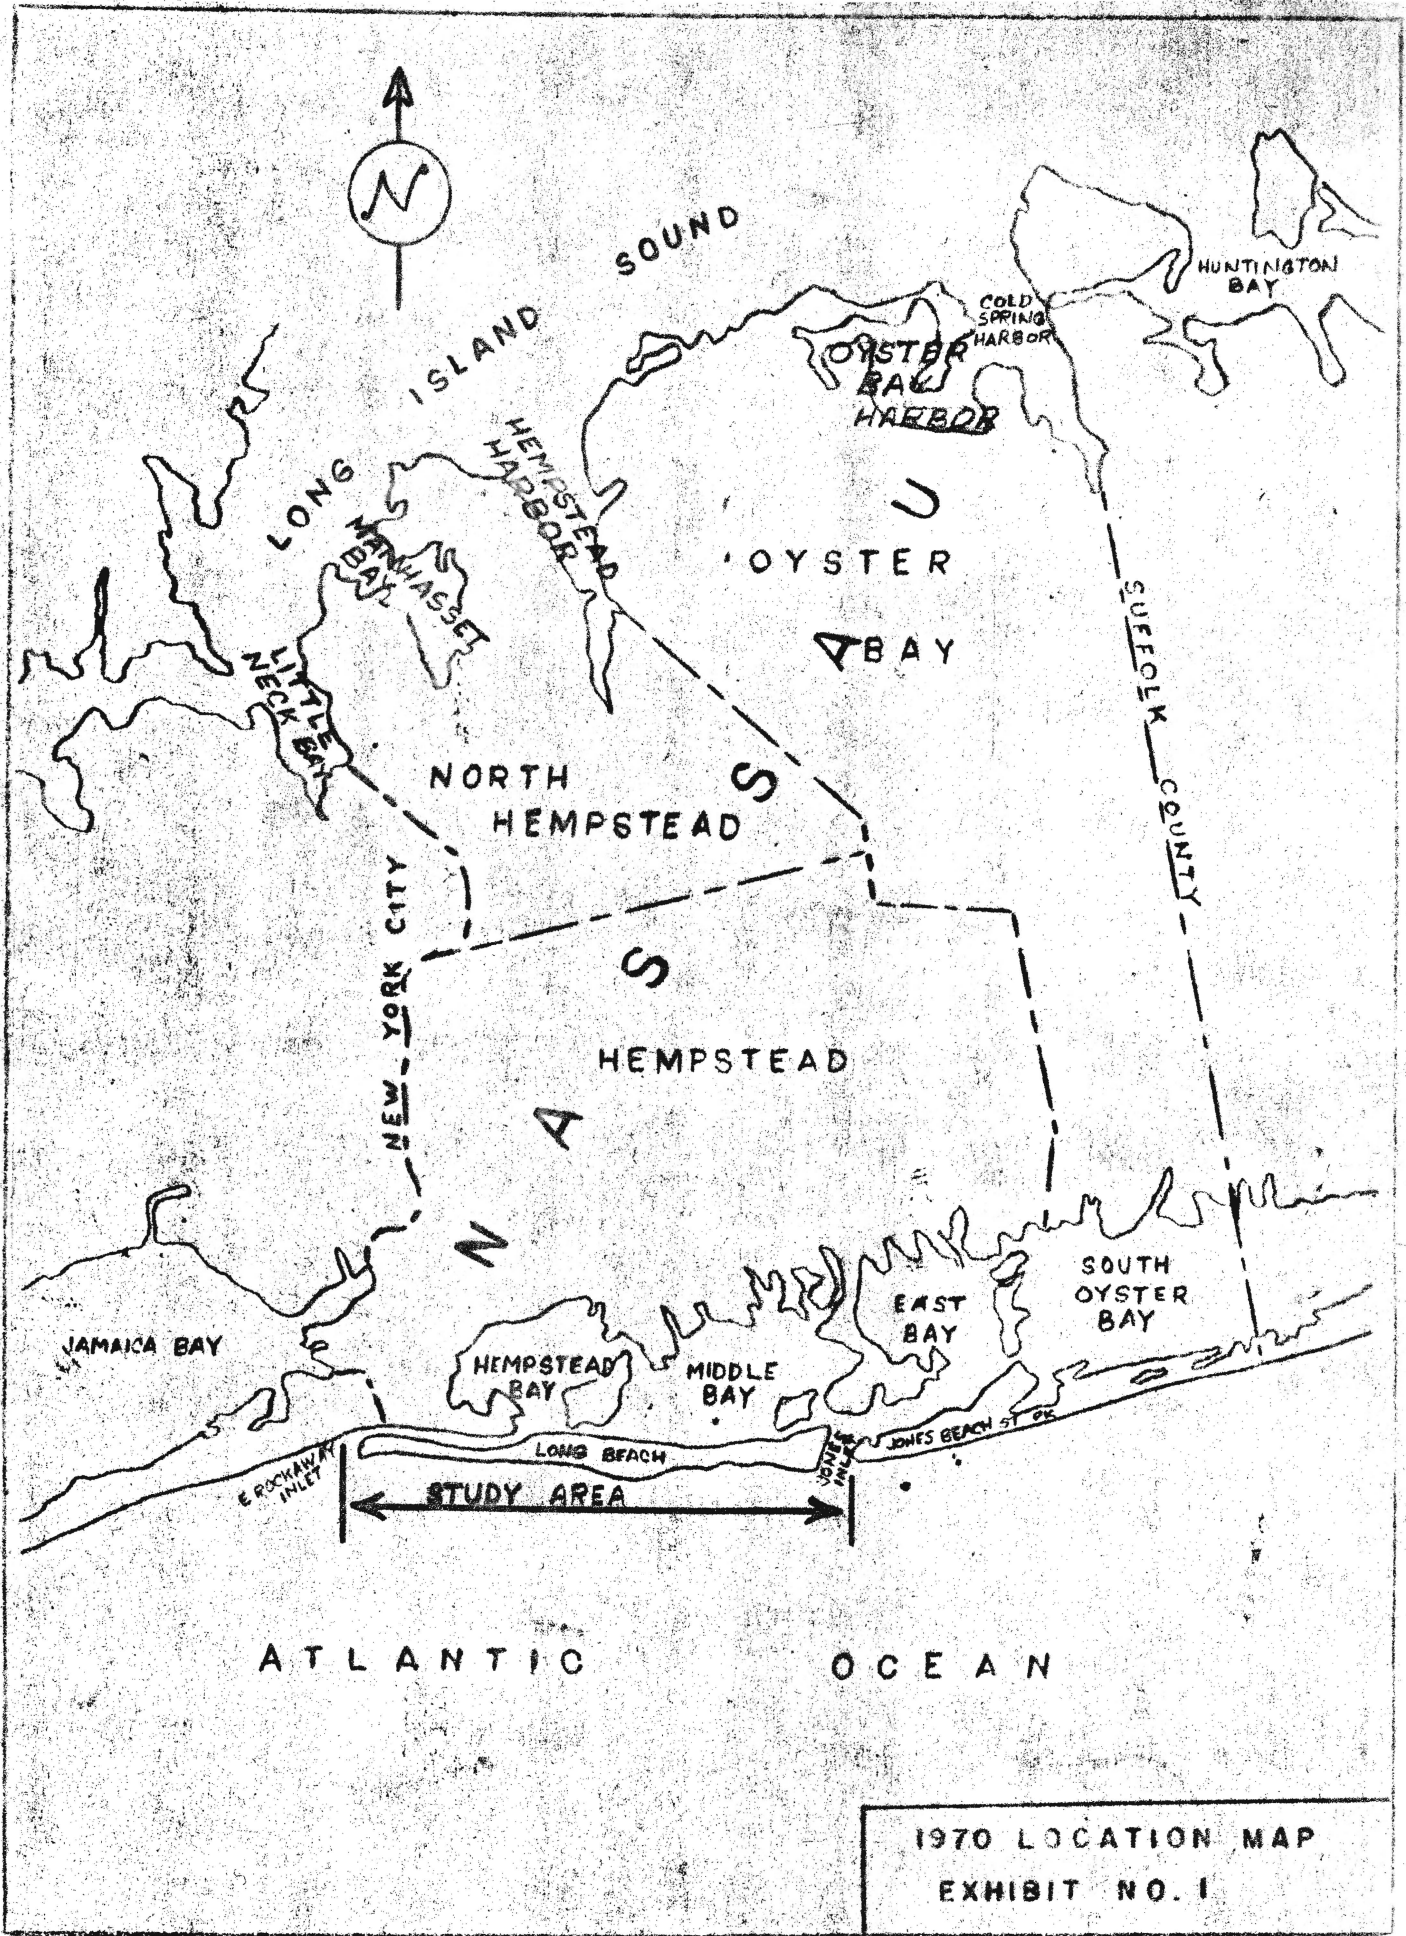 N
SOUND
ISLAND
LONG
HUNTINGTON
BAY
COLD
SPRING
HARBOR
OYSTER
BAY
HARBOR
HEMPSTEAD
HARBOR
MANHASSET
BAY
LITTLE
NECK BAY
OYSTER
BAY
SUFFOLK COUNTY
NORTH
HEMPSTEAD
NEW YORK CITY
HEMPSTEAD
N A S S A U
JAMAICA BAY
HEMPSTEAD
BAY
MIDDLE
BAY
EAST
BAY
SOUTH
OYSTER
BAY
E ROCKAWAY
INLET
LONG BEACH
JONES
INLET
JONES BEACH ST PK
STUDY AREA
ATLANTIC OCEAN
1970 LOCATION MAP
EXHIBIT NO. 1